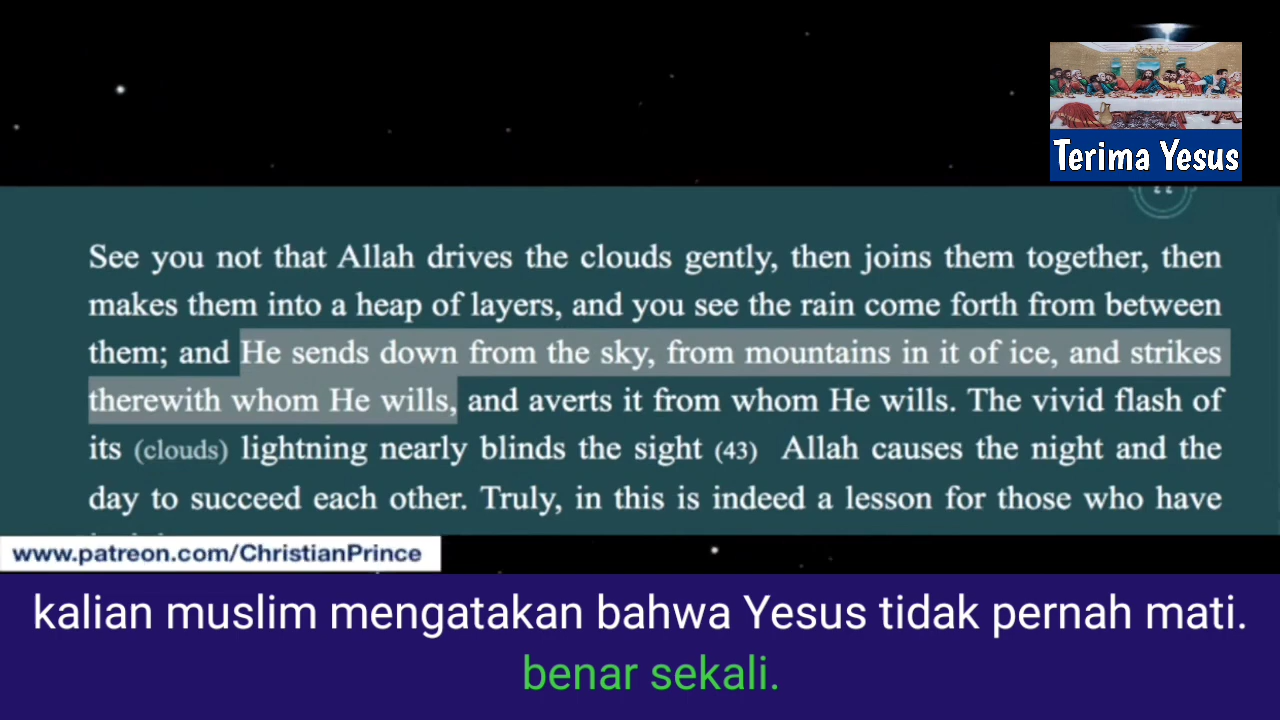 Terima Yesus
See you not that Allah drives the clouds gently, then joins them together, then
makes them into a heap of layers, and you see the rain come forth from between
them; and He sends down from the sky, from mountains in it of ice, and strikes
therewith whom He wills, and averts it from whom He wills. The vivid flash of
its (clouds) lightning nearly blinds the sight (43) Allah causes the night and the
day to succeed each other. Truly, in this is indeed a lesson for those who have
www.patreon.com/ChristianPrince
kalian muslim mengatakan bahwa Yesus tidak pernah mati.
benar sekali.